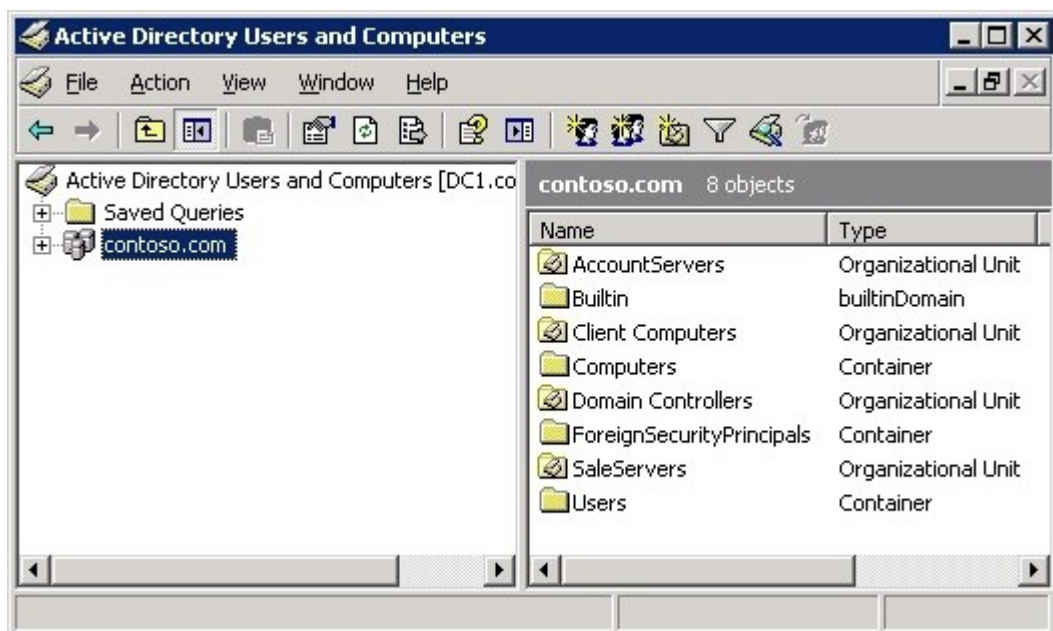 Active Directory Users and Computers
File Action View Window Help
Active Directory Users and Computers [DC1.co
Saved Queries
contoso.com
contoso.com 8 objects
Name Type
AccountServers Organizational Unit
Builtin builtinDomain
Client Computers Organizational Unit
Computers Container
Domain Controllers Organizational Unit
ForeignSecurityPrincipals Container
SaleServers Organizational Unit
Users Container